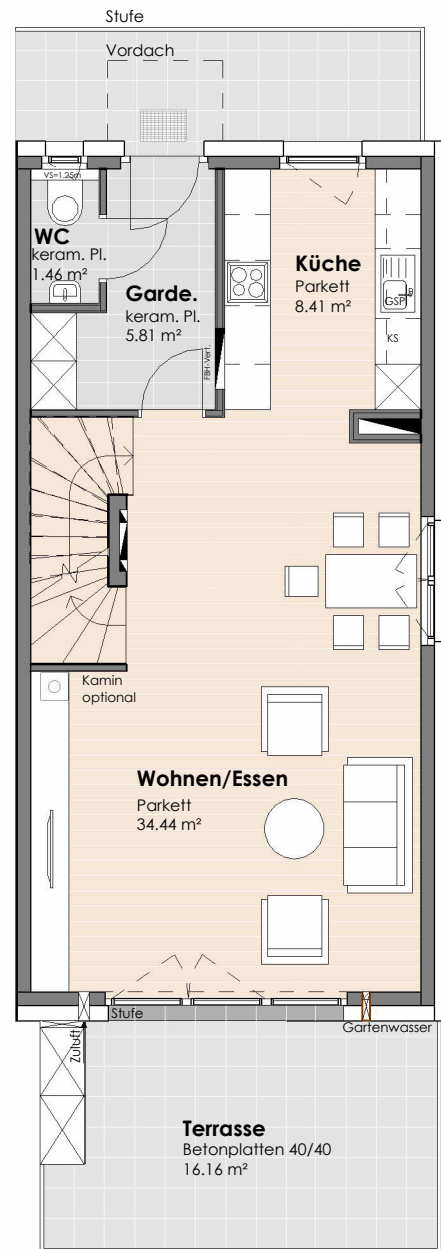 Stufe
Vordach
VS=1.25m
WC
keram. Pl.
1.46 m²
Garde.
keram. Pl.
5.81 m²
Küche
Parkett
8.41 m²
GSP
KS
FBH-Vert.
Kamin
optional
Wohnen/Essen
Parkett
34.44 m²
Stufe
Gartenwasser
Zuluft
Terrasse
Betonplatten 40/40
16.16 m²